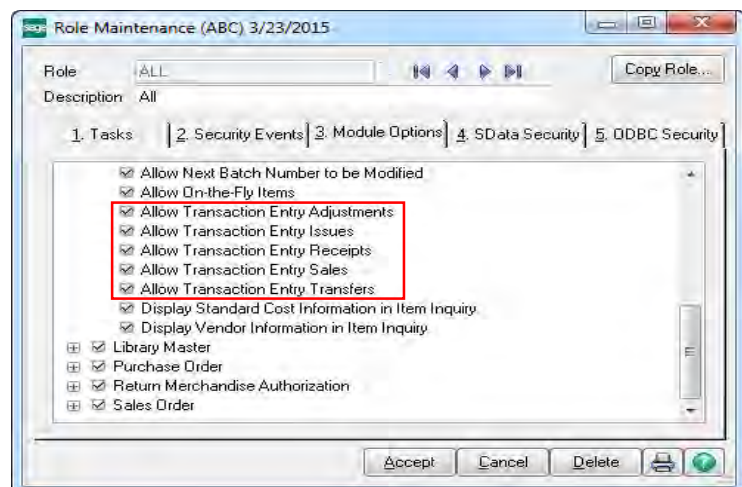 sage Role Maintenance (ABC) 3/23/2015
Role ALL Copy Role...
Description All
1. Tasks 2. Security Events 3. Module Options 4. SData Security 5. ODBC Security
Allow Next Batch Number to be Modified
Allow On-the-Fly Items
Allow Transaction Entry Adjustments
Allow Transaction Entry Issues
Allow Transaction Entry Receipts
Allow Transaction Entry Sales
Allow Transaction Entry Transfers
Display Standard Cost Information in Item Inquiry
Display Vendor Information in Item Inquiry
Library Master
Purchase Order
Return Merchandise Authorization
Sales Order
Accept Cancel Delete